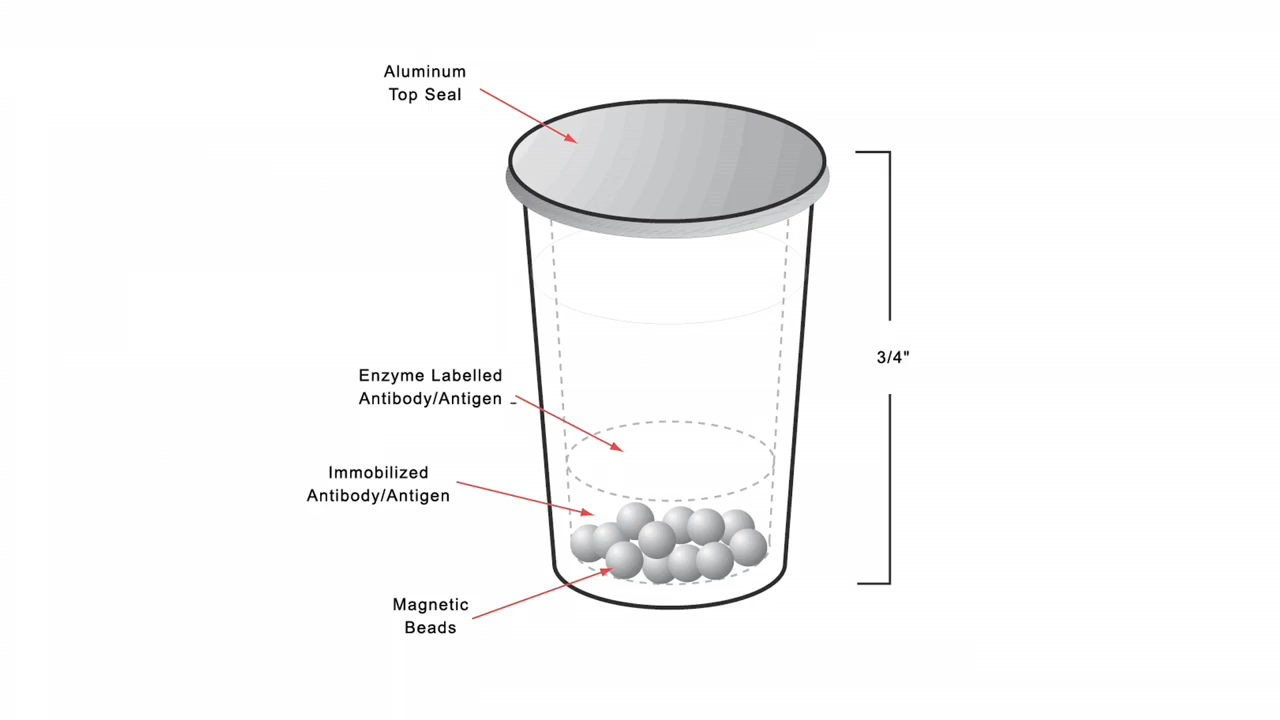 Aluminum
Top Seal
3/4"
Enzyme Labelled
Antibody/Antigen
Immobilized
Antibody/Antigen
Magnetic
Beads